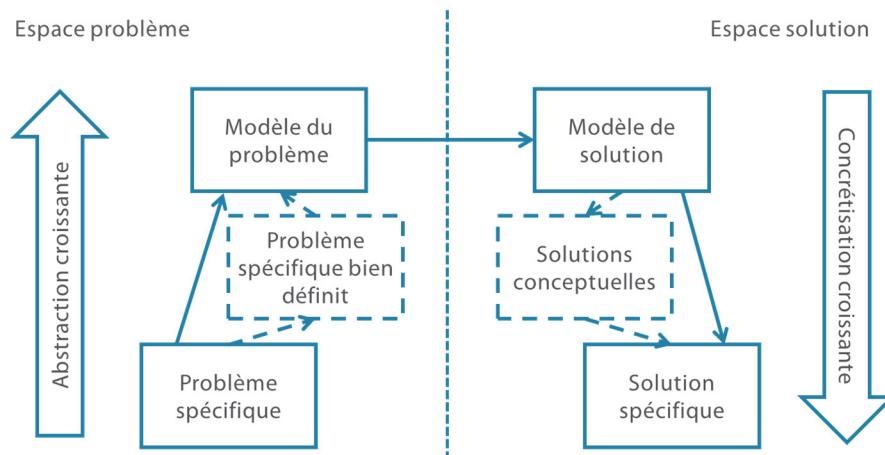 Espace problème
Espace solution
Abstraction croissante
Modèle du
problème
Modèle de
solution
Concrétisation croissante
Problème
spécifique bien
définit
Solutions
conceptuelles
Problème
spécifique
Solution
spécifique